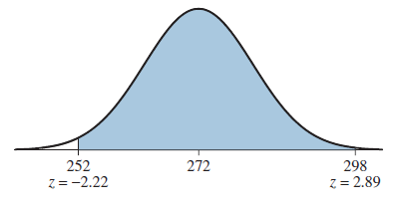 252 272 298
z = −2.22 z = 2.89